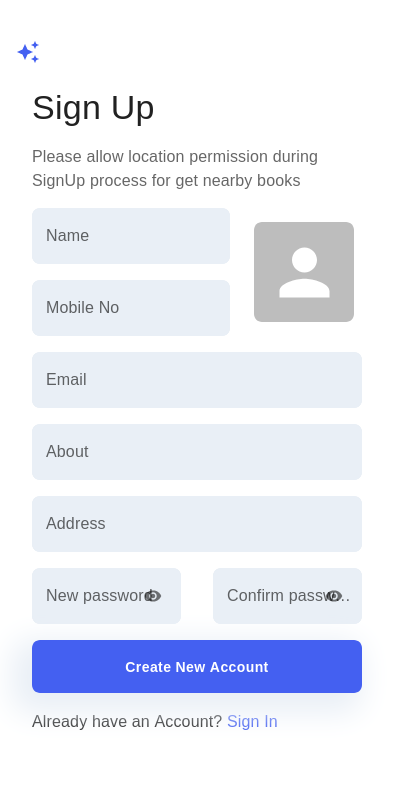 Sign Up
Please allow location permission during
SignUp process for get nearby books
Name
Mobile No
Email
About
Address
New password
Confirm passw...
Create New Account
Already have an Account? Sign In